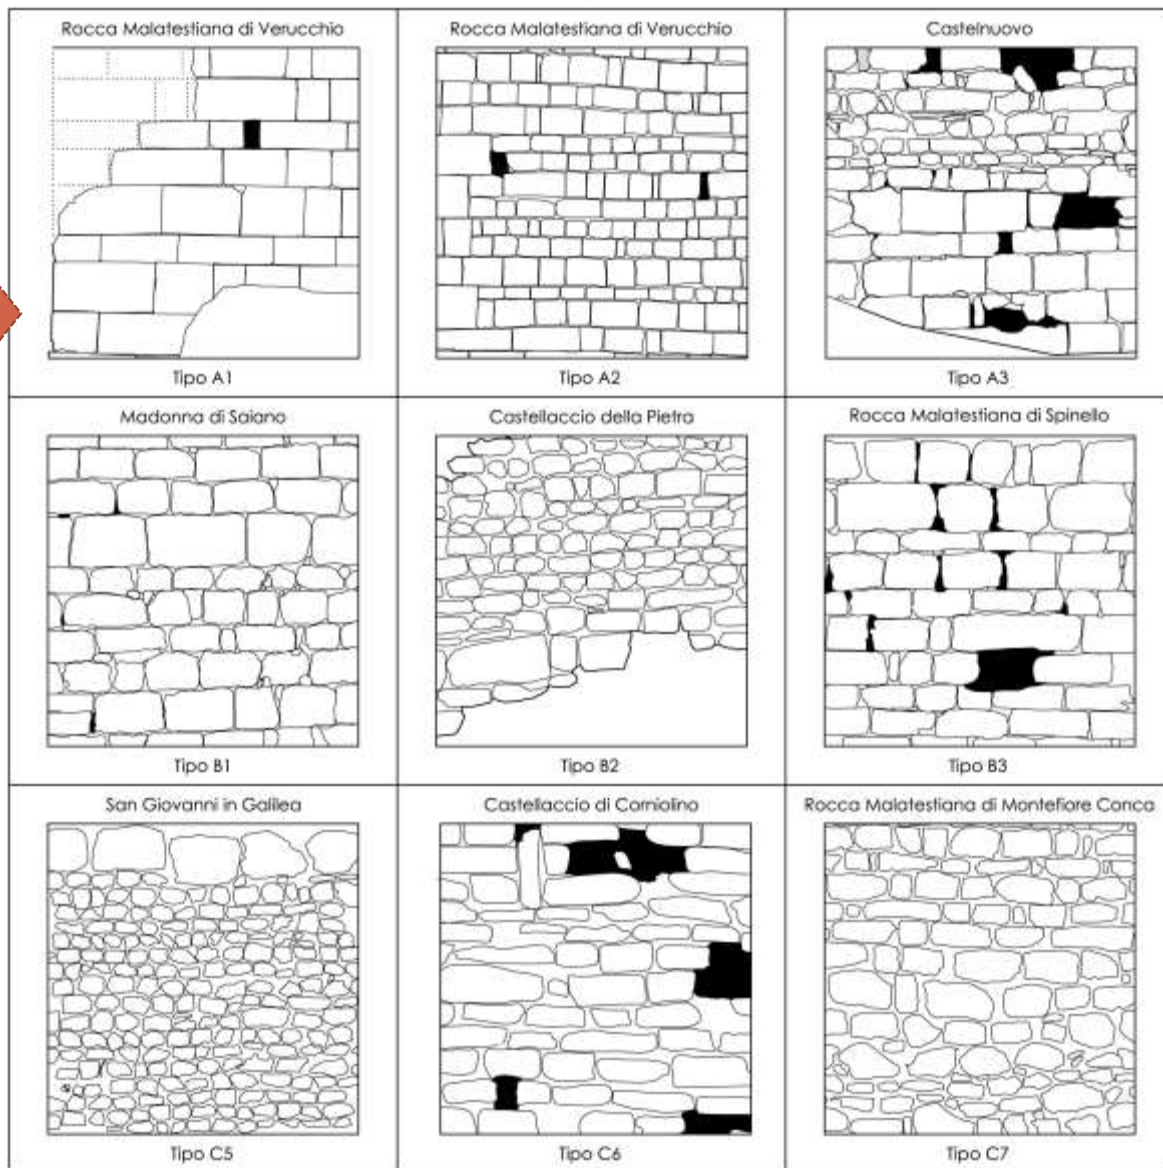 Rocca Malatestiana di Verucchio
Rocca Malatestiana di Verucchio
Castelnuovo
Tipo A1
Tipo A2
Tipo A3
Madonna di Saiano
Castellaccio della Pietra
Rocca Malatestiana di Spinello
Tipo B1
Tipo B2
Tipo B3
San Giovanni in Galilea
Castellaccio di Corniolino
Rocca Malatestiana di Montefiore Conca
Tipo C5
Tipo C6
Tipo C7